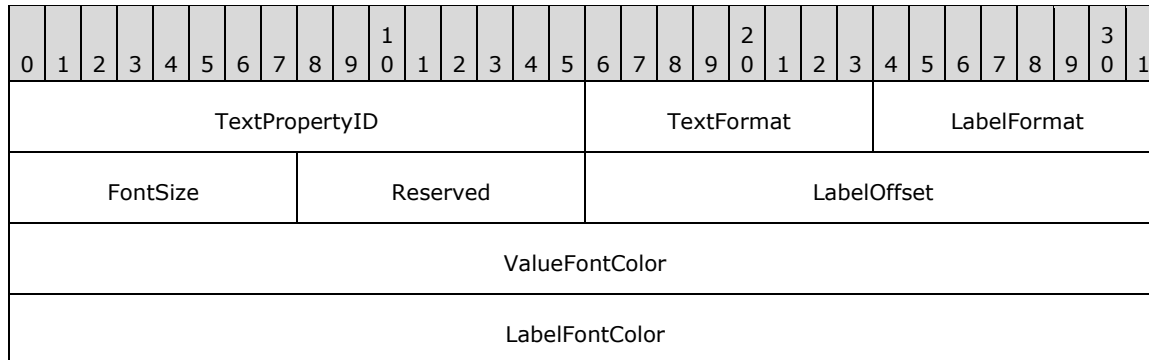 1 2 3
0 1 2 3 4 5 6 7 8 9 0 1 2 3 4 5 6 7 8 9 0 1 2 3 4 5 6 7 8 9 0 1
TextPropertyID TextFormat LabelFormat
FontSize Reserved LabelOffset
ValueFontColor
LabelFontColor